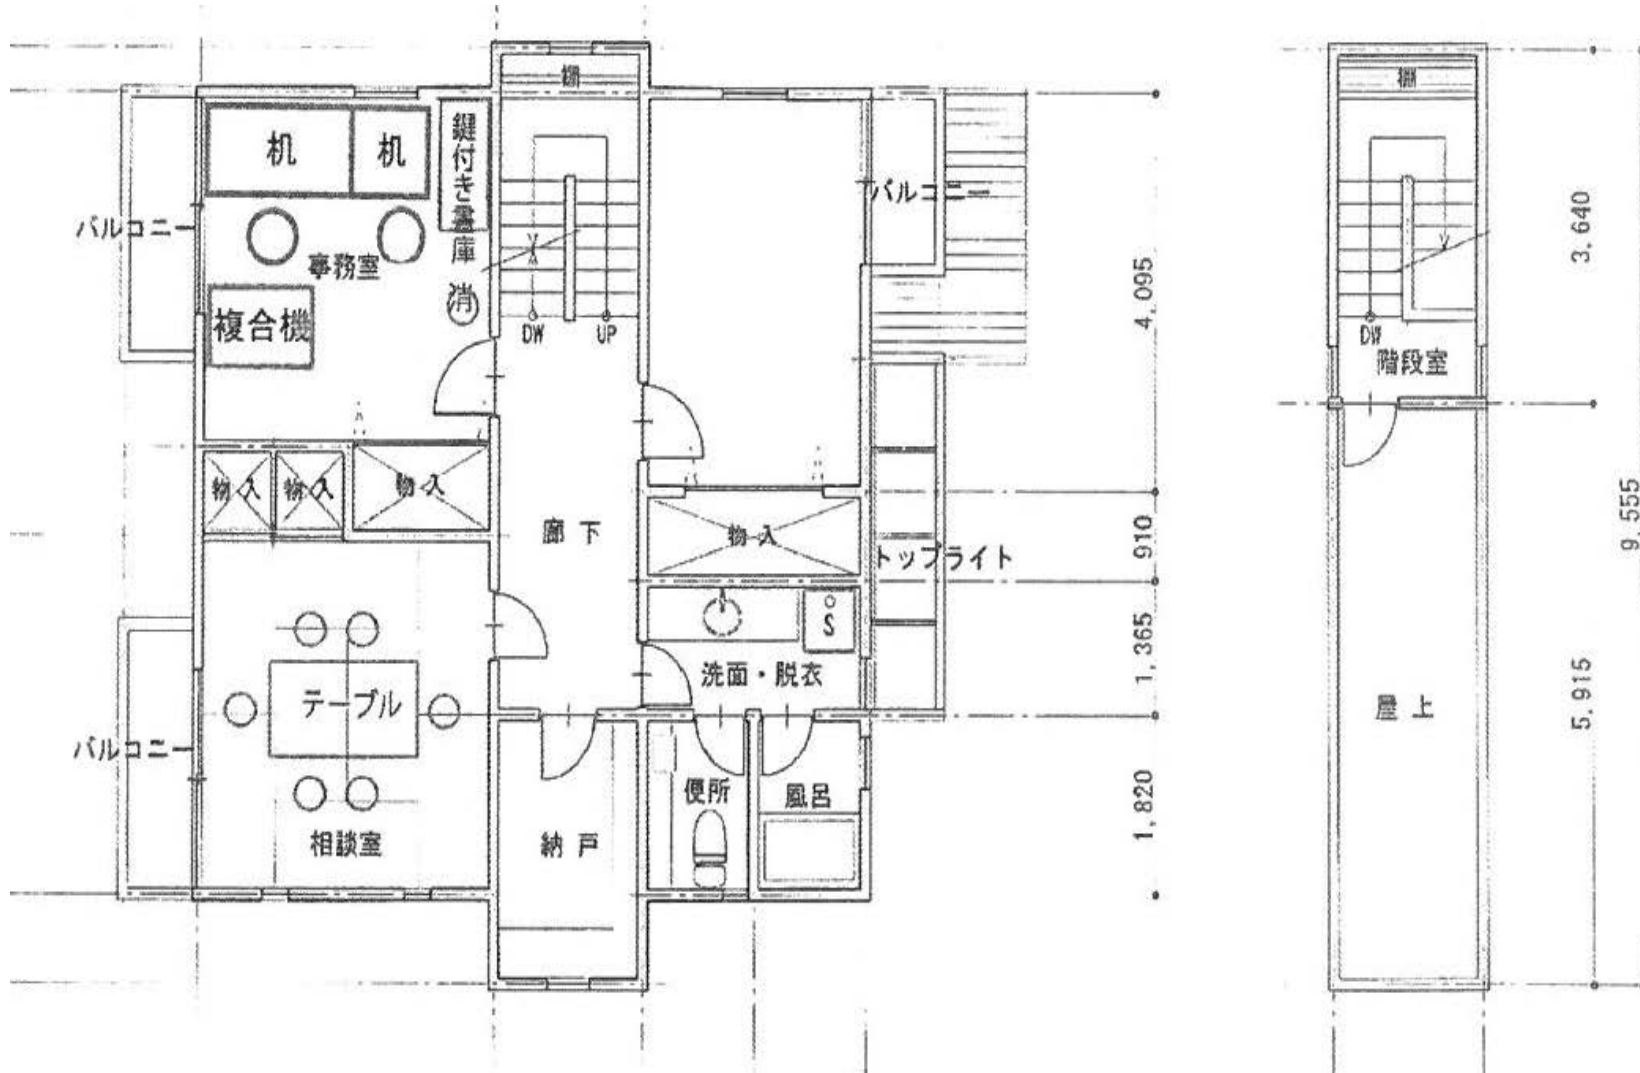 棚
机
机
鍵付き書庫
バルコニー
事務室
消
複合機
DW
UP
バルコニー
物入
物入
物入
廊下
物入
トップライト
S
洗面・脱衣
テーブル
バルコニー
相談室
納戸
便所
風呂
4,095
910
1,365
1,820
棚
DW
階段室
屋上
3.640
5.915
9.555